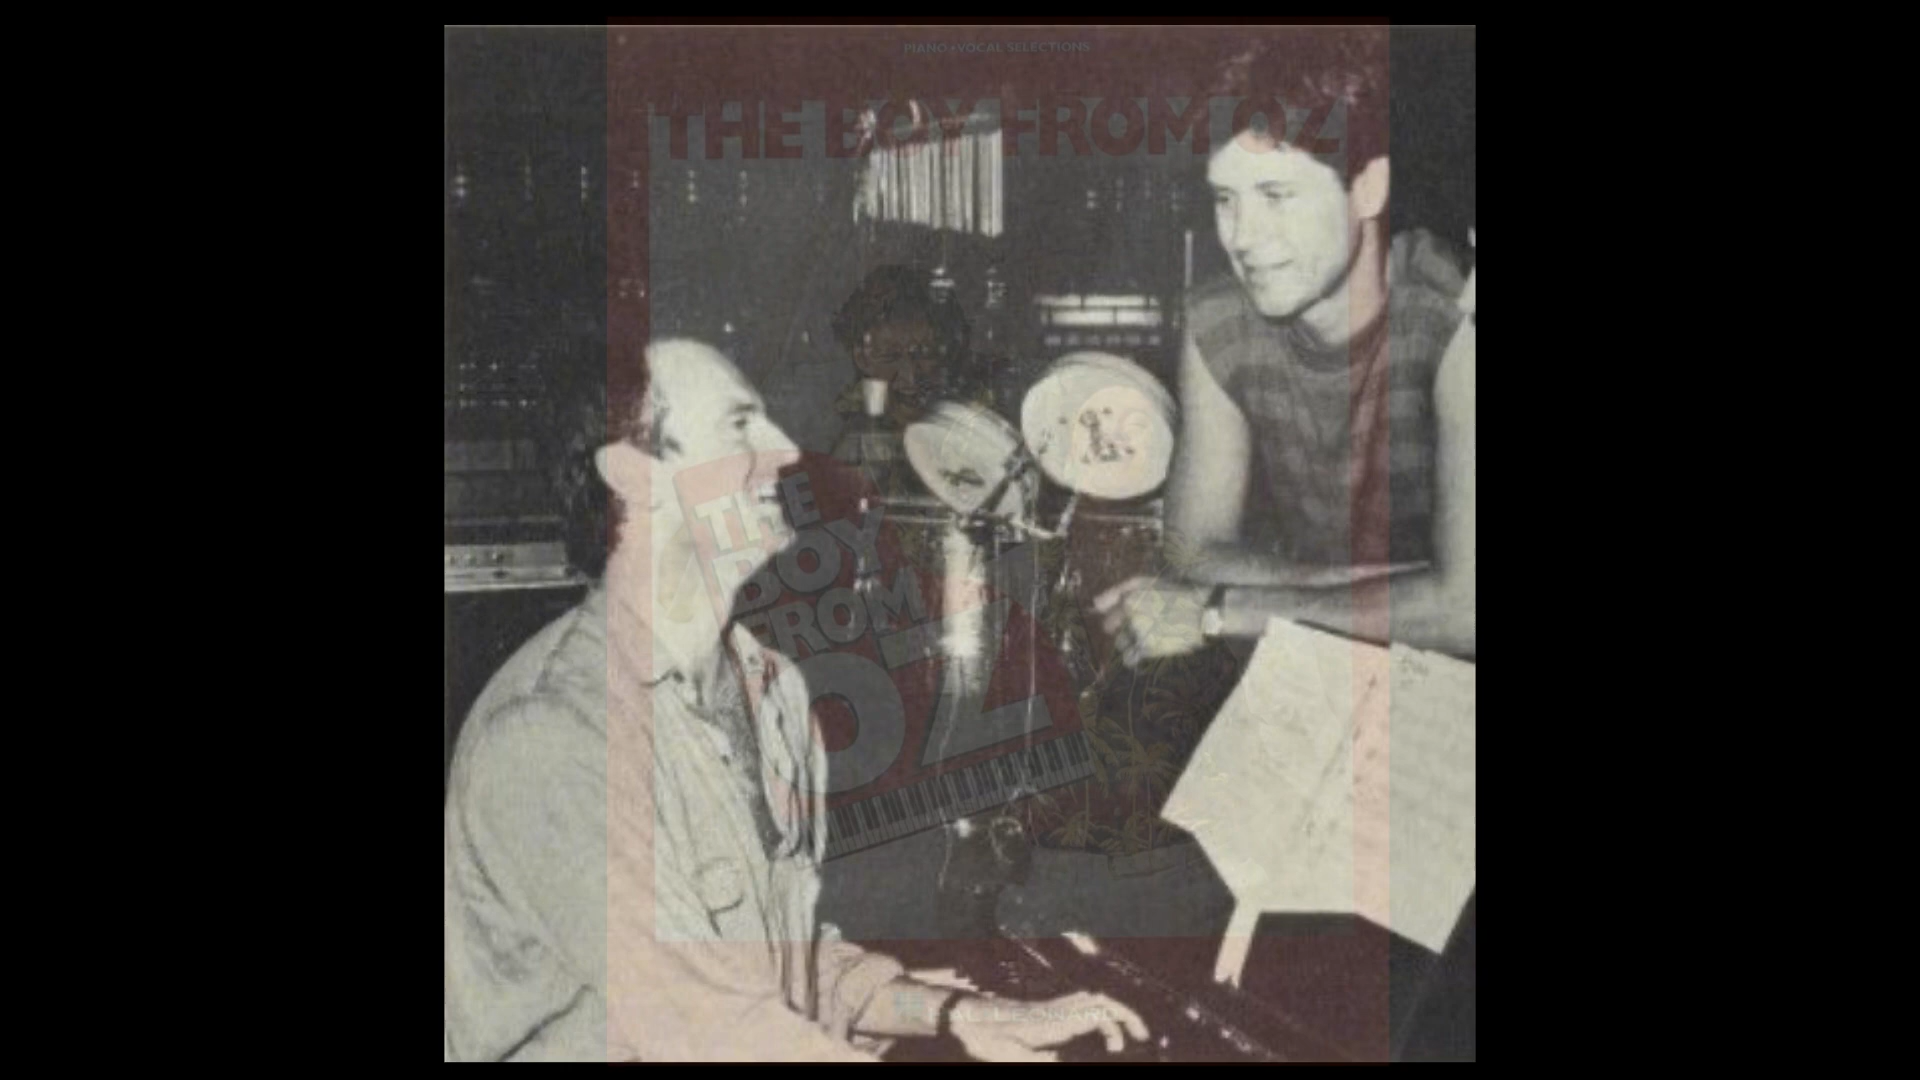 PIANO • VOCAL SELECTIONS
THE BOY FROM OZ
THE
BOY
FROM
OZ
HAL•LEONARD